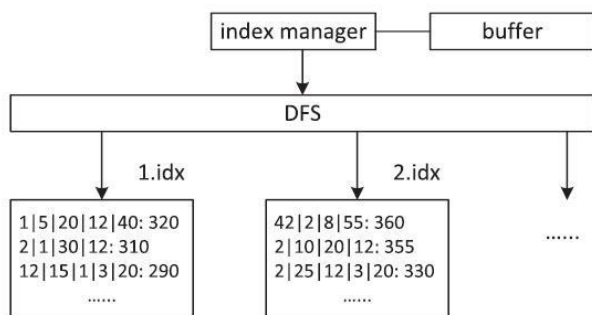 index manager
buffer
DFS
1.idx
2.idx
1|5|20|12|40: 320
2|1|30|12: 310
12|15|1|3|20: 290
......
42|2|8|55: 360
2|10|20|12: 355
2|25|12|3|20: 330
......
......